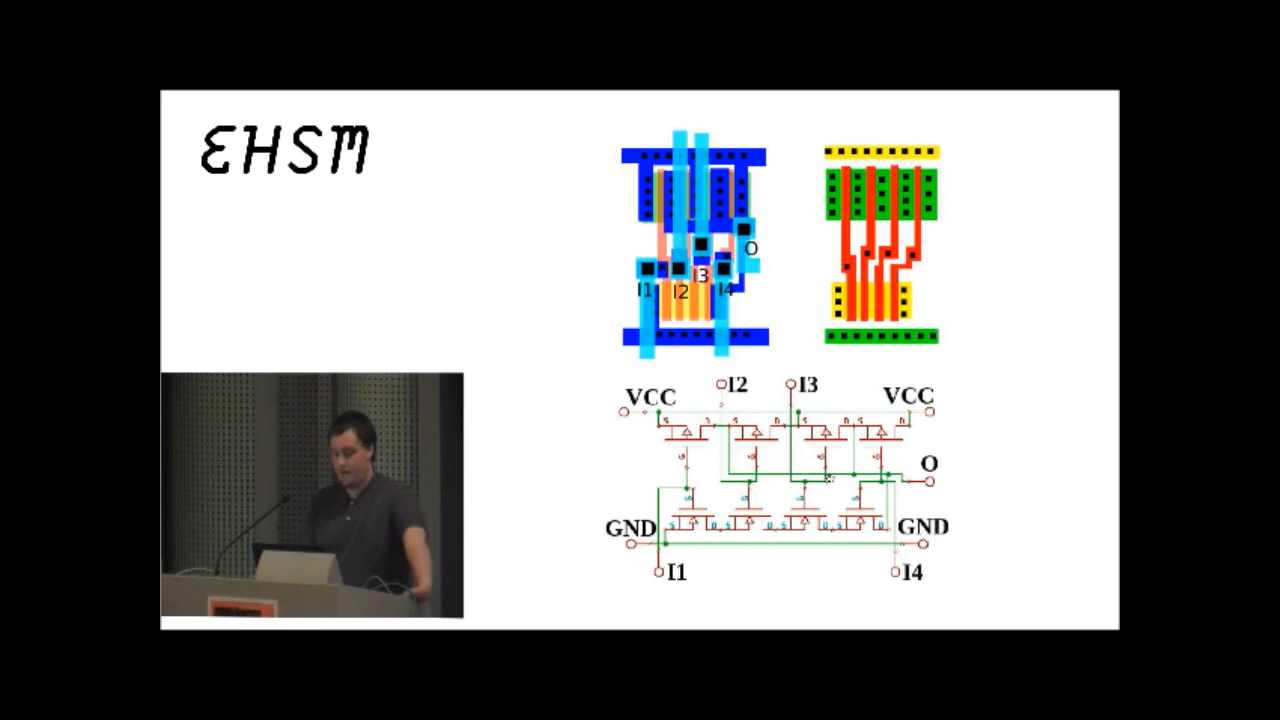 EHSM
O
I3
I1 I2 I4
I2 I3
VCC VCC
O
GND GND
I1 I4